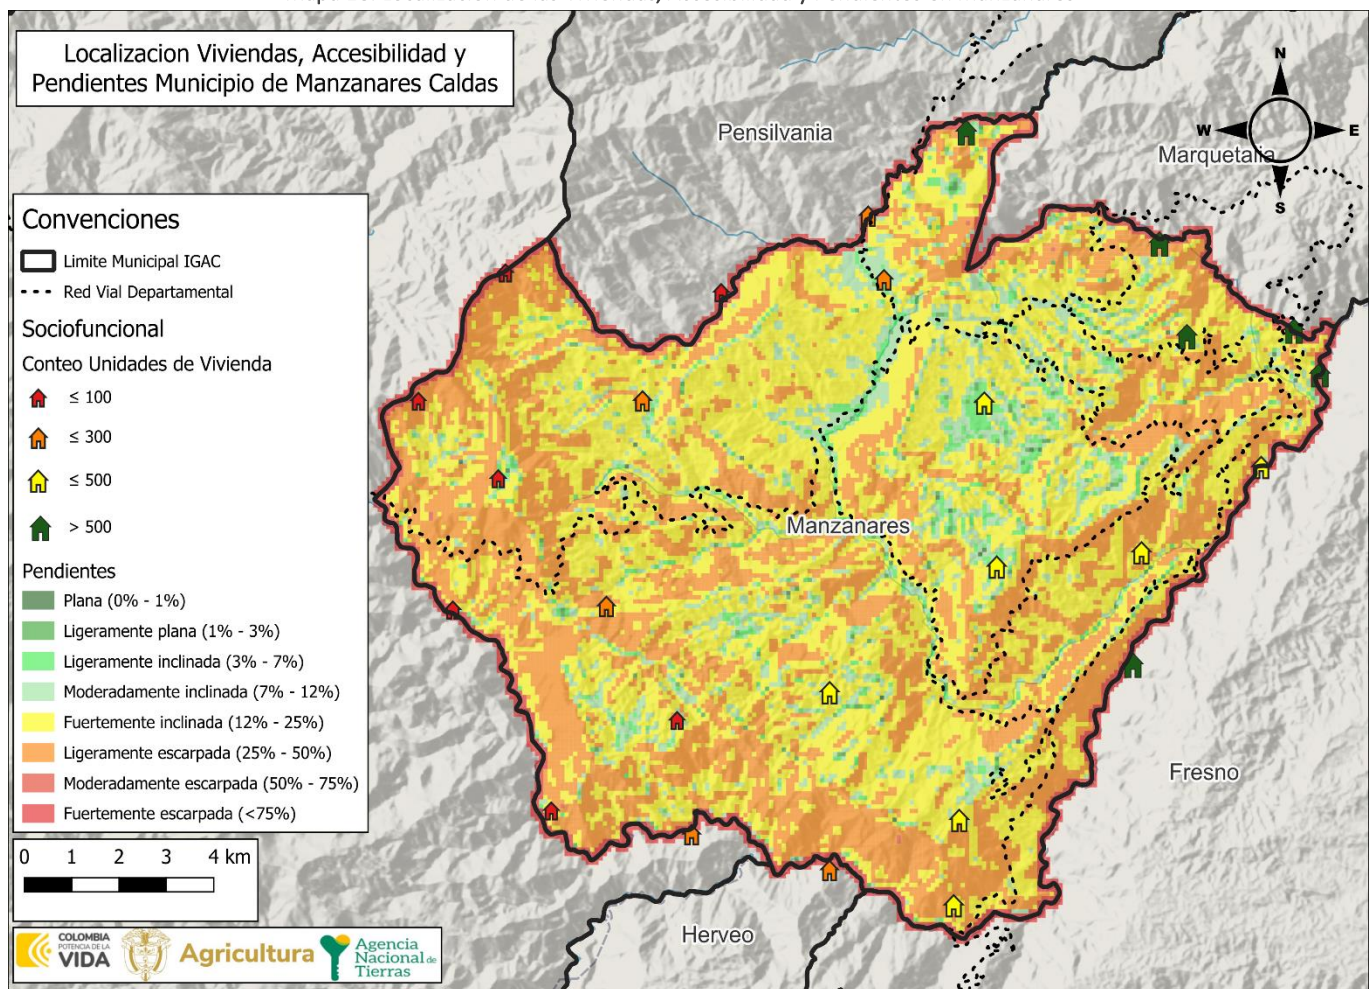 Localizacion Viviendas, Accesibilidad y
Pendientes Municipio de Manzanares Caldas
Pensilvania
Marquetalia
N
W
E
S
Convenciones
Limite Municipal IGAC
Red Vial Departamental
Sociofuncional
Conteo Unidades de Vivienda
≤ 100
≤ 300
≤ 500
> 500
Pendientes
Plana (0% - 1%)
Ligeramente plana (1% - 3%)
Ligeramente inclinada (3% - 7%)
Moderadamente inclinada (7% - 12%)
Fuertemente inclinada (12% - 25%)
Ligeramente escarpada (25% - 50%)
Moderadamente escarpada (50% - 75%)
Fuertemente escarpada (<75%)
Manzanares
Fresno
Herveo
0 1 2 3 4 km
COLOMBIA
POTENCIA DE LA
VIDA
Agricultura
Agencia
Nacional de
Tierras